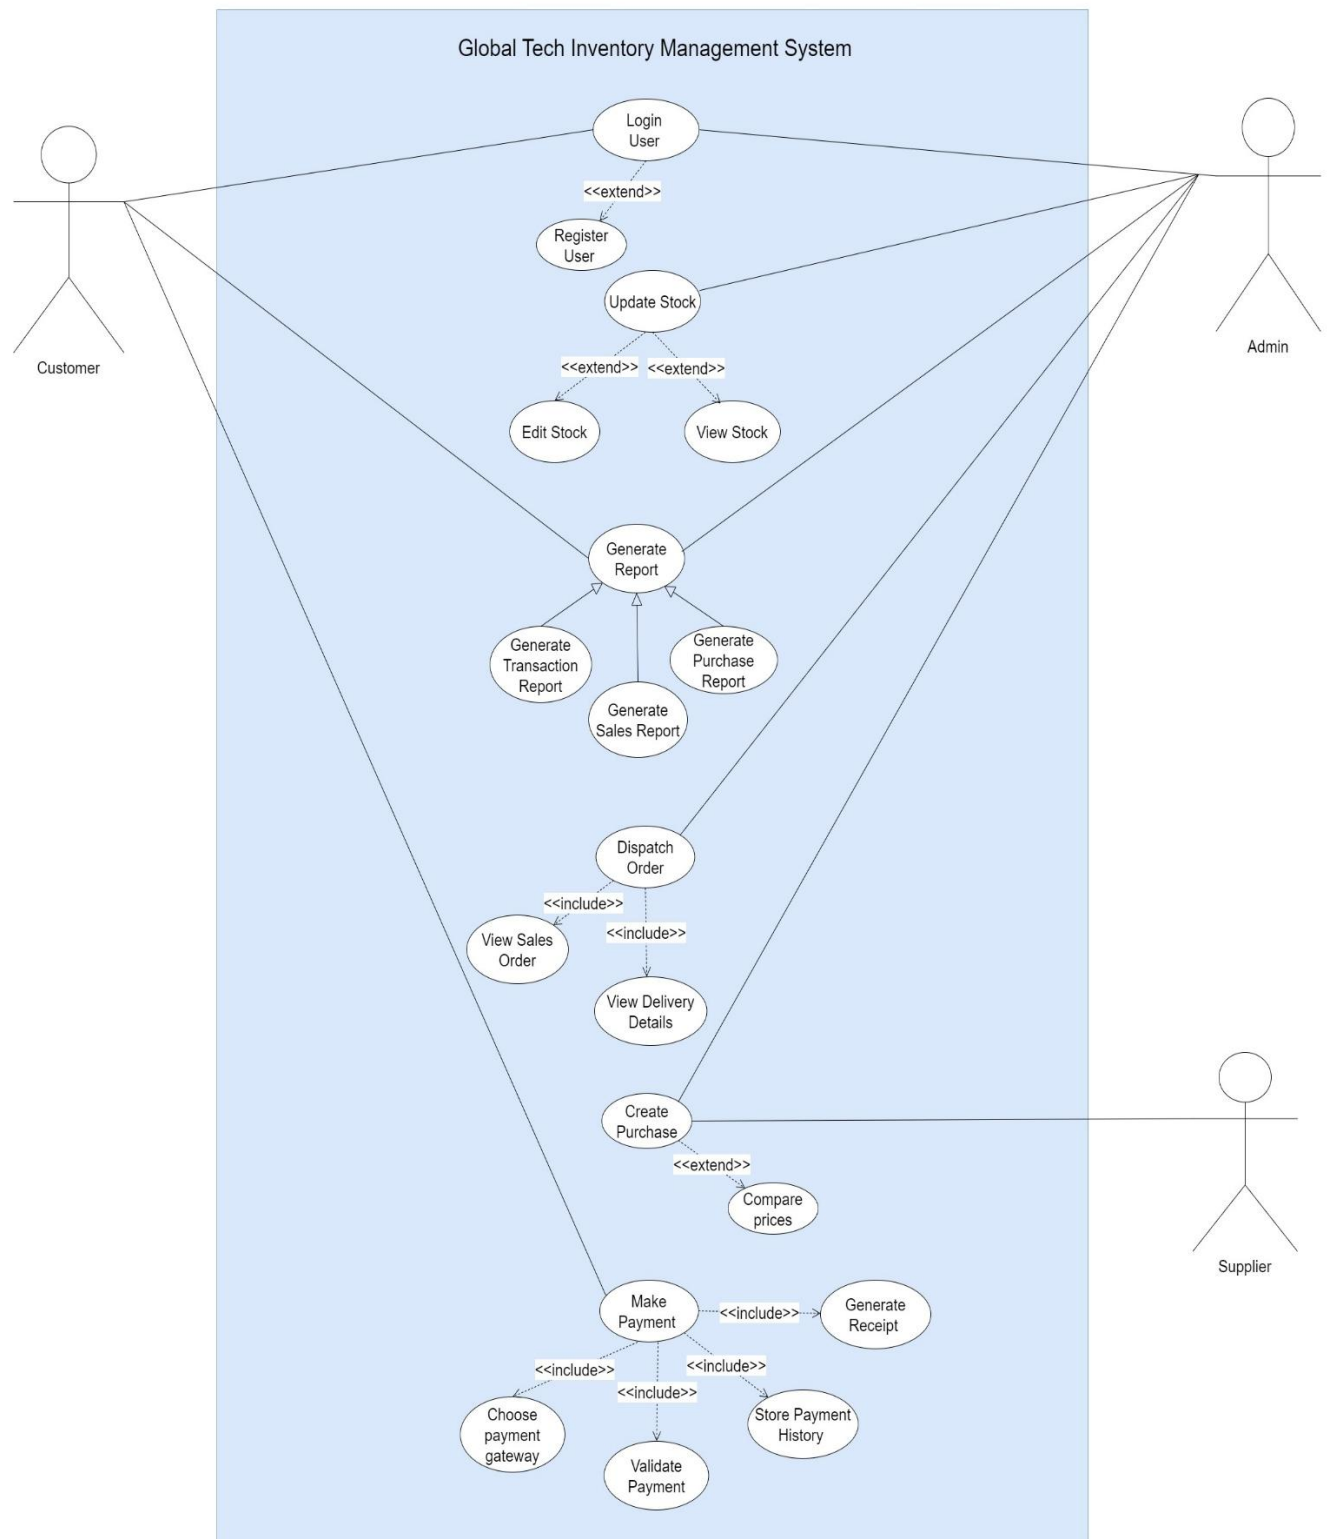 Global Tech Inventory Management System
Login
User
<<extend>>
Register
User
Update Stock
Customer
Admin
<<extend>>
<<extend>>
Edit Stock
View Stock
Generate
Report
Generate
Transaction
Report
Generate
Purchase
Report
Generate
Sales Report
Dispatch
Order
<<include>>
<<include>>
View Sales
Order
View Delivery
Details
Create
Purchase
<<extend>>
Compare
prices
Supplier
Make
Payment
<<include>>
Generate
Receipt
<<include>>
<<include>>
<<include>>
Choose
payment
gateway
Store Payment
History
Validate
Payment